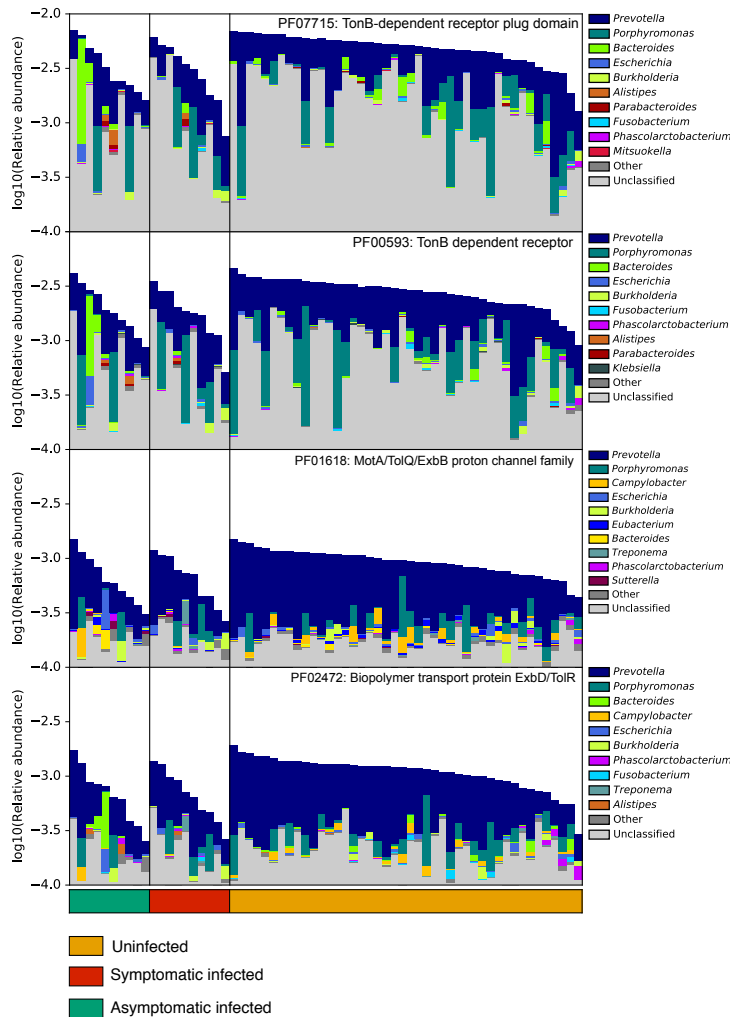 PF07715: TonB-dependent receptor plug domain
log10(Relative abundance)
−2.0
−2.5
−3.0
−3.5
−4.0
Prevotella
Porphyromonas
Bacteroides
Escherichia
Burkholderia
Alistipes
Parabacteroides
Fusobacterium
Phascolarctobacterium
Mitsuokella
Other
Unclassified
PF00593: TonB dependent receptor
log10(Relative abundance)
−2.5
−3.0
−3.5
−4.0
Prevotella
Porphyromonas
Bacteroides
Escherichia
Burkholderia
Fusobacterium
Phascolarctobacterium
Alistipes
Parabacteroides
Klebsiella
Other
Unclassified
PF01618: MotA/TolQ/ExbB proton channel family
log10(Relative abundance)
−2.5
−3.0
−3.5
−4.0
Prevotella
Porphyromonas
Campylobacter
Escherichia
Burkholderia
Eubacterium
Bacteroides
Treponema
Phascolarctobacterium
Sutterella
Other
Unclassified
PF02472: Biopolymer transport protein ExbD/TolR
log10(Relative abundance)
−2.5
−3.0
−3.5
−4.0
Prevotella
Porphyromonas
Bacteroides
Campylobacter
Escherichia
Burkholderia
Phascolarctobacterium
Fusobacterium
Treponema
Alistipes
Other
Unclassified
Uninfected
Symptomatic infected
Asymptomatic infected